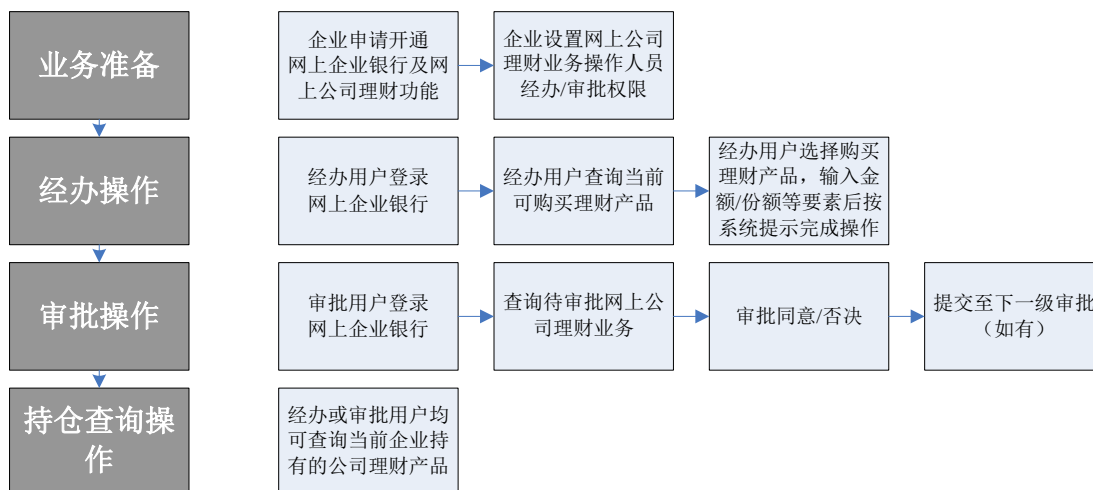 业务准备
企业申请开通
网上企业银行及网
上公司理财功能
企业设置网上公司
理财业务操作人员
经办/审批权限
经办操作
经办用户登录
网上企业银行
经办用户查询当前
可购买理财产品
经办用户选择购买
理财产品，输入金
额/份额等要素后按
系统提示完成操作
审批操作
审批用户登录
网上企业银行
查询待审批网上公
司理财业务
审批同意/否决
提交至下一级审批
（如有）
持仓查询操
作
经办或审批用户均
可查询当前企业持
有的公司理财产品